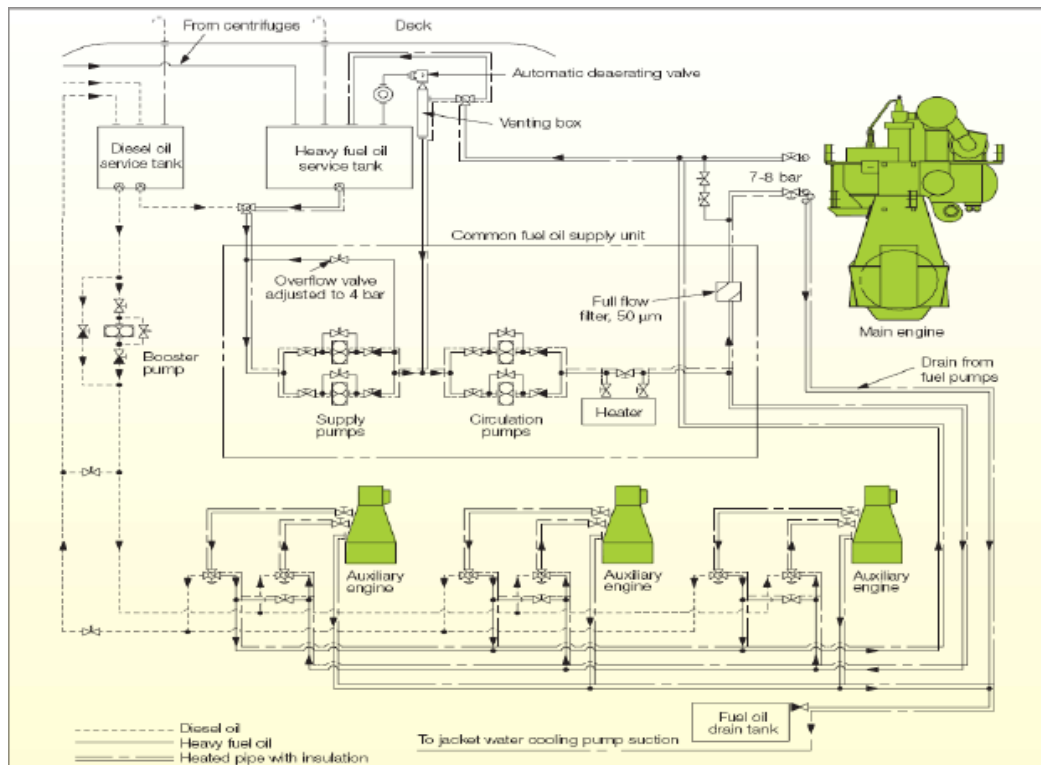 From centrifuges
Deck
Automatic deaerating valve
Venting box
Diesel oil
service tank
Heavy fuel oil
service tank
7-8 bar
Common fuel oil supply unit
Overflow valve
adjusted to 4 bar
Full flow
filter, 50 µm
Main engine
Booster
pump
Drain from
fuel pumps
Supply
pumps
Circulation
pumps
Heater
Auxiliary
engine
Auxiliary
engine
Auxiliary
engine
Fuel oil
drain tank
Diesel oil
Heavy fuel oil
Heated pipe with insulation
To jacket water cooling pump suction